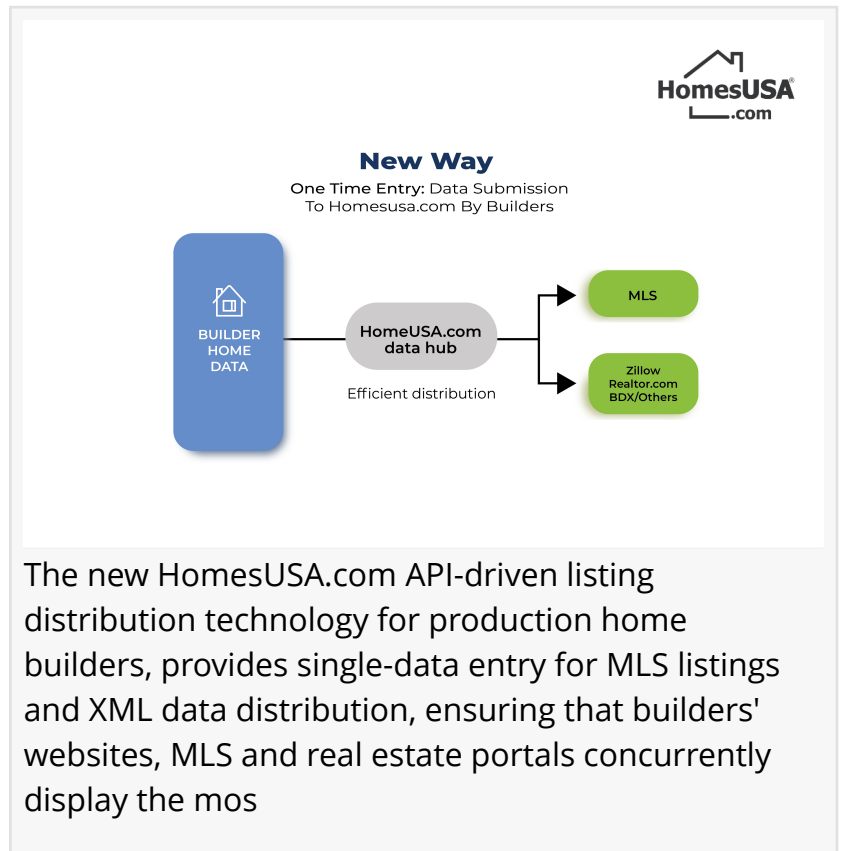 HomesUSA®
.com
New Way
One Time Entry: Data Submission
To Homesusa.com By Builders
BUILDER
HOME
DATA
HomeUSA.com
data hub
Efficient distribution
MLS
Zillow
Realtor.com
BDX/Others
The new HomesUSA.com API-driven listing
distribution technology for production home
builders, provides single-data entry for MLS listings
and XML data distribution, ensuring that builders'
websites, MLS and real estate portals concurrently
display the mos